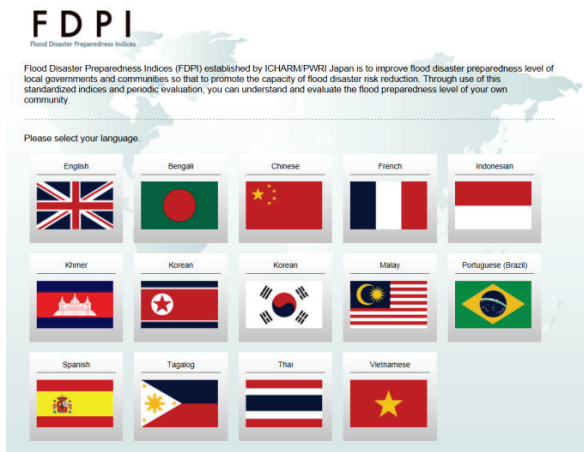 FDPI
Flood Disaster Preparedness Indices
Flood Disaster Preparedness Indices (FDPI) established by ICHARM/PWRI Japan is to improve flood disaster preparedness level of
local governments and communities so that to promote the capacity of flood disaster risk reduction. Through use of this
standardized indices and periodic evaluation, you can understand and evaluate the flood preparedness level of your own
community.
Please select your language.
English Bengali Chinese French Indonesian
Khmer Korean Korean Malay Portuguese (Brazil)
Spanish Tagalog Thai Vietnamese